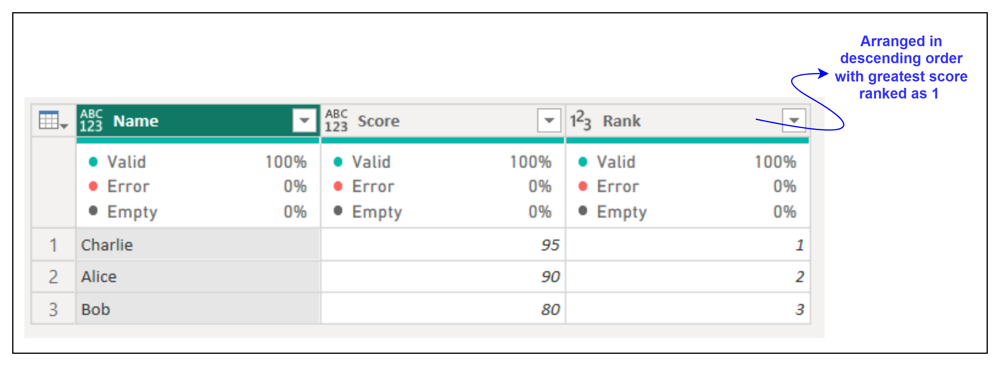 Arranged in
descending order
with greatest score
ranked as 1
ABC 123 Name ABC 123 Score 123 Rank
Valid 100% Valid 100% Valid 100%
Error 0% Error 0% Error 0%
Empty 0% Empty 0% Empty 0%
1 Charlie 95 1
2 Alice 90 2
3 Bob 80 3